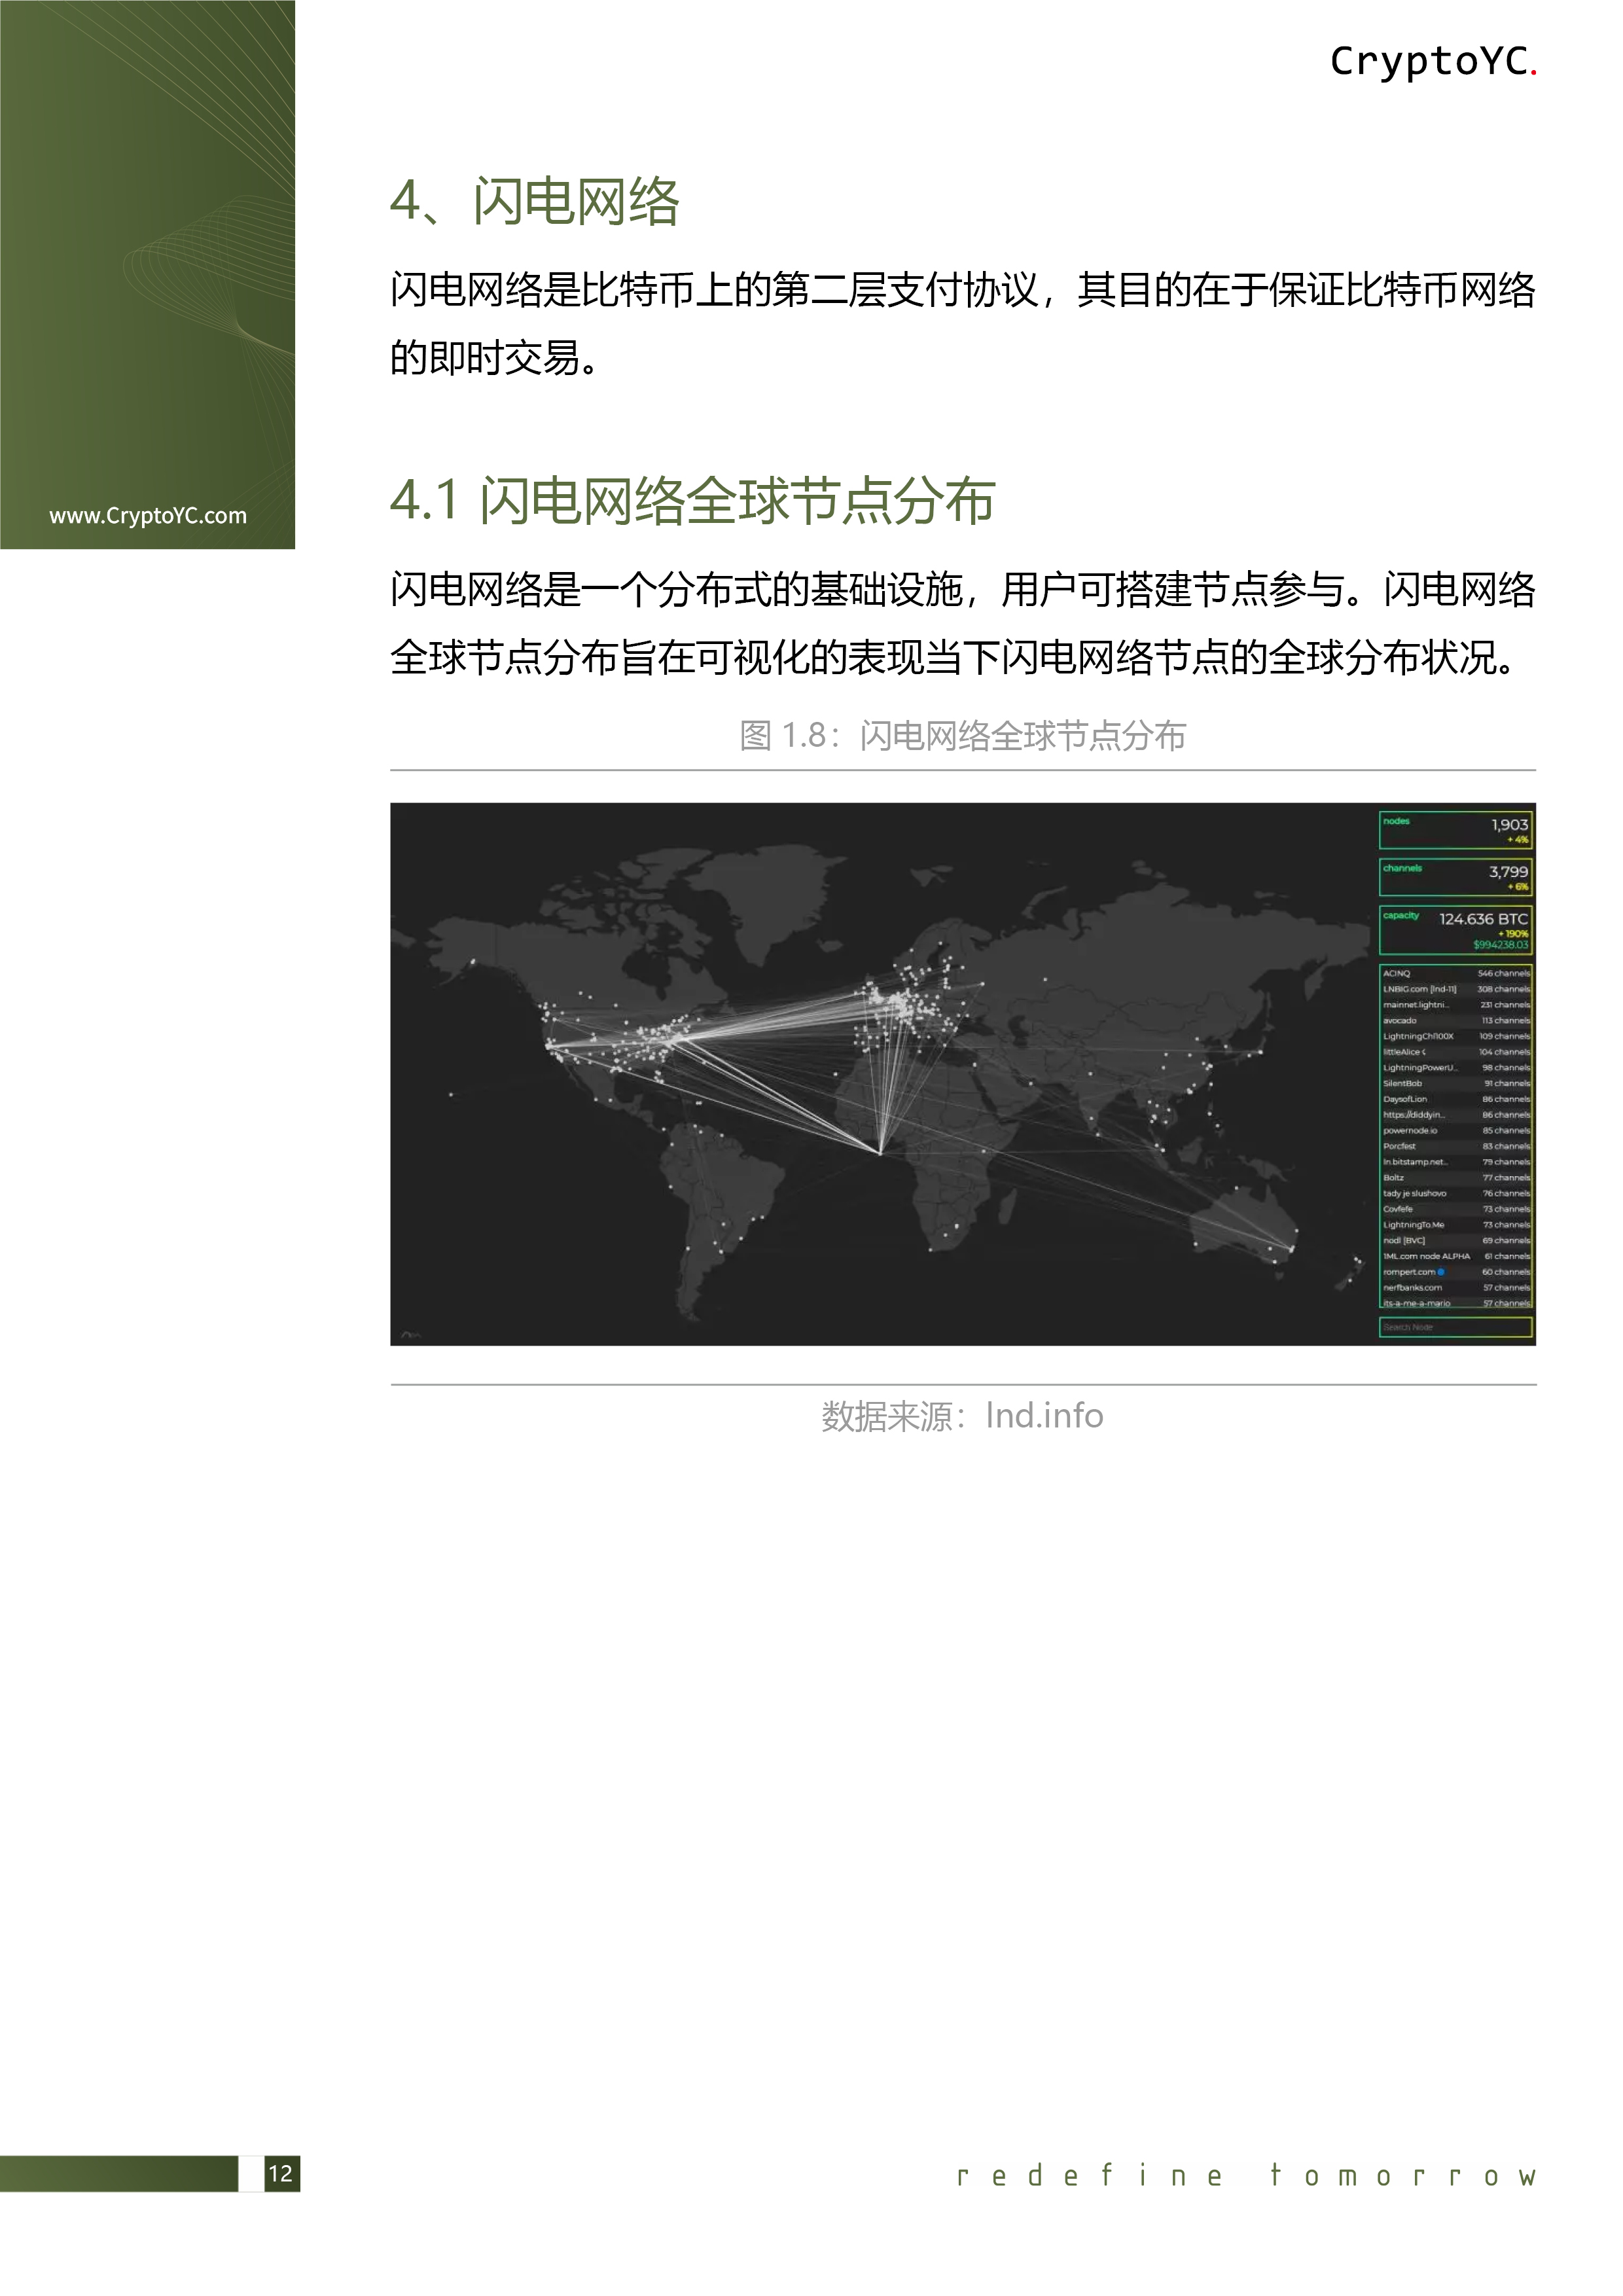 CryptoYC.
www.CryptoYC.com
4、闪电网络
闪电网络是比特币上的第二层支付协议，其目的在于保证比特币网络
的即时交易。
4.1 闪电网络全球节点分布
闪电网络是一个分布式的基础设施，用户可搭建节点参与。闪电网络
全球节点分布旨在可视化的表现当下闪电网络节点的全球分布状况。
图 1.8：闪电网络全球节点分布
nodes 1,903
+ 4%
channels 3,799
+ 6%
capacity 124.636 BTC
+ 190%
$994238.03
ACINQ 546 channels
LNBIG.com [lnd-11] 308 channels
mainnet.lightni... 231 channels
avocado 113 channels
109 channels
littleAlice 104 channels
LightningPowerU... 98 channels
SilentBob 91 channels
DaysofLion 86 channels
https://diddyin... 86 channels
powernode.io 85 channels
Porcfest 83 channels
ln.bitstamp.net... 79 channels
Boltz 77 channels
tady je slushovo 76 channels
Covfefe 73 channels
LightningTo.Me 73 channels
nodl [BVC] 69 channels
1ML.com node ALPHA 61 channels
rompert.com 60 channels
nerfbanks.com 57 channels
its-a-me-a-mario 57 channels
Search Node
数据来源：lnd.info
12
redefine tomorrow